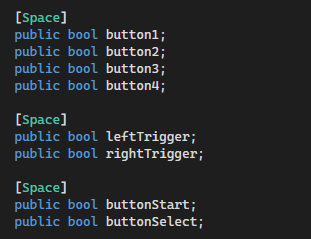 [Space]
public bool button1;
public bool button2;
public bool button3;
public bool button4;

[Space]
public bool leftTrigger;
public bool rightTrigger;

[Space]
public bool buttonStart;
public bool buttonSelect;